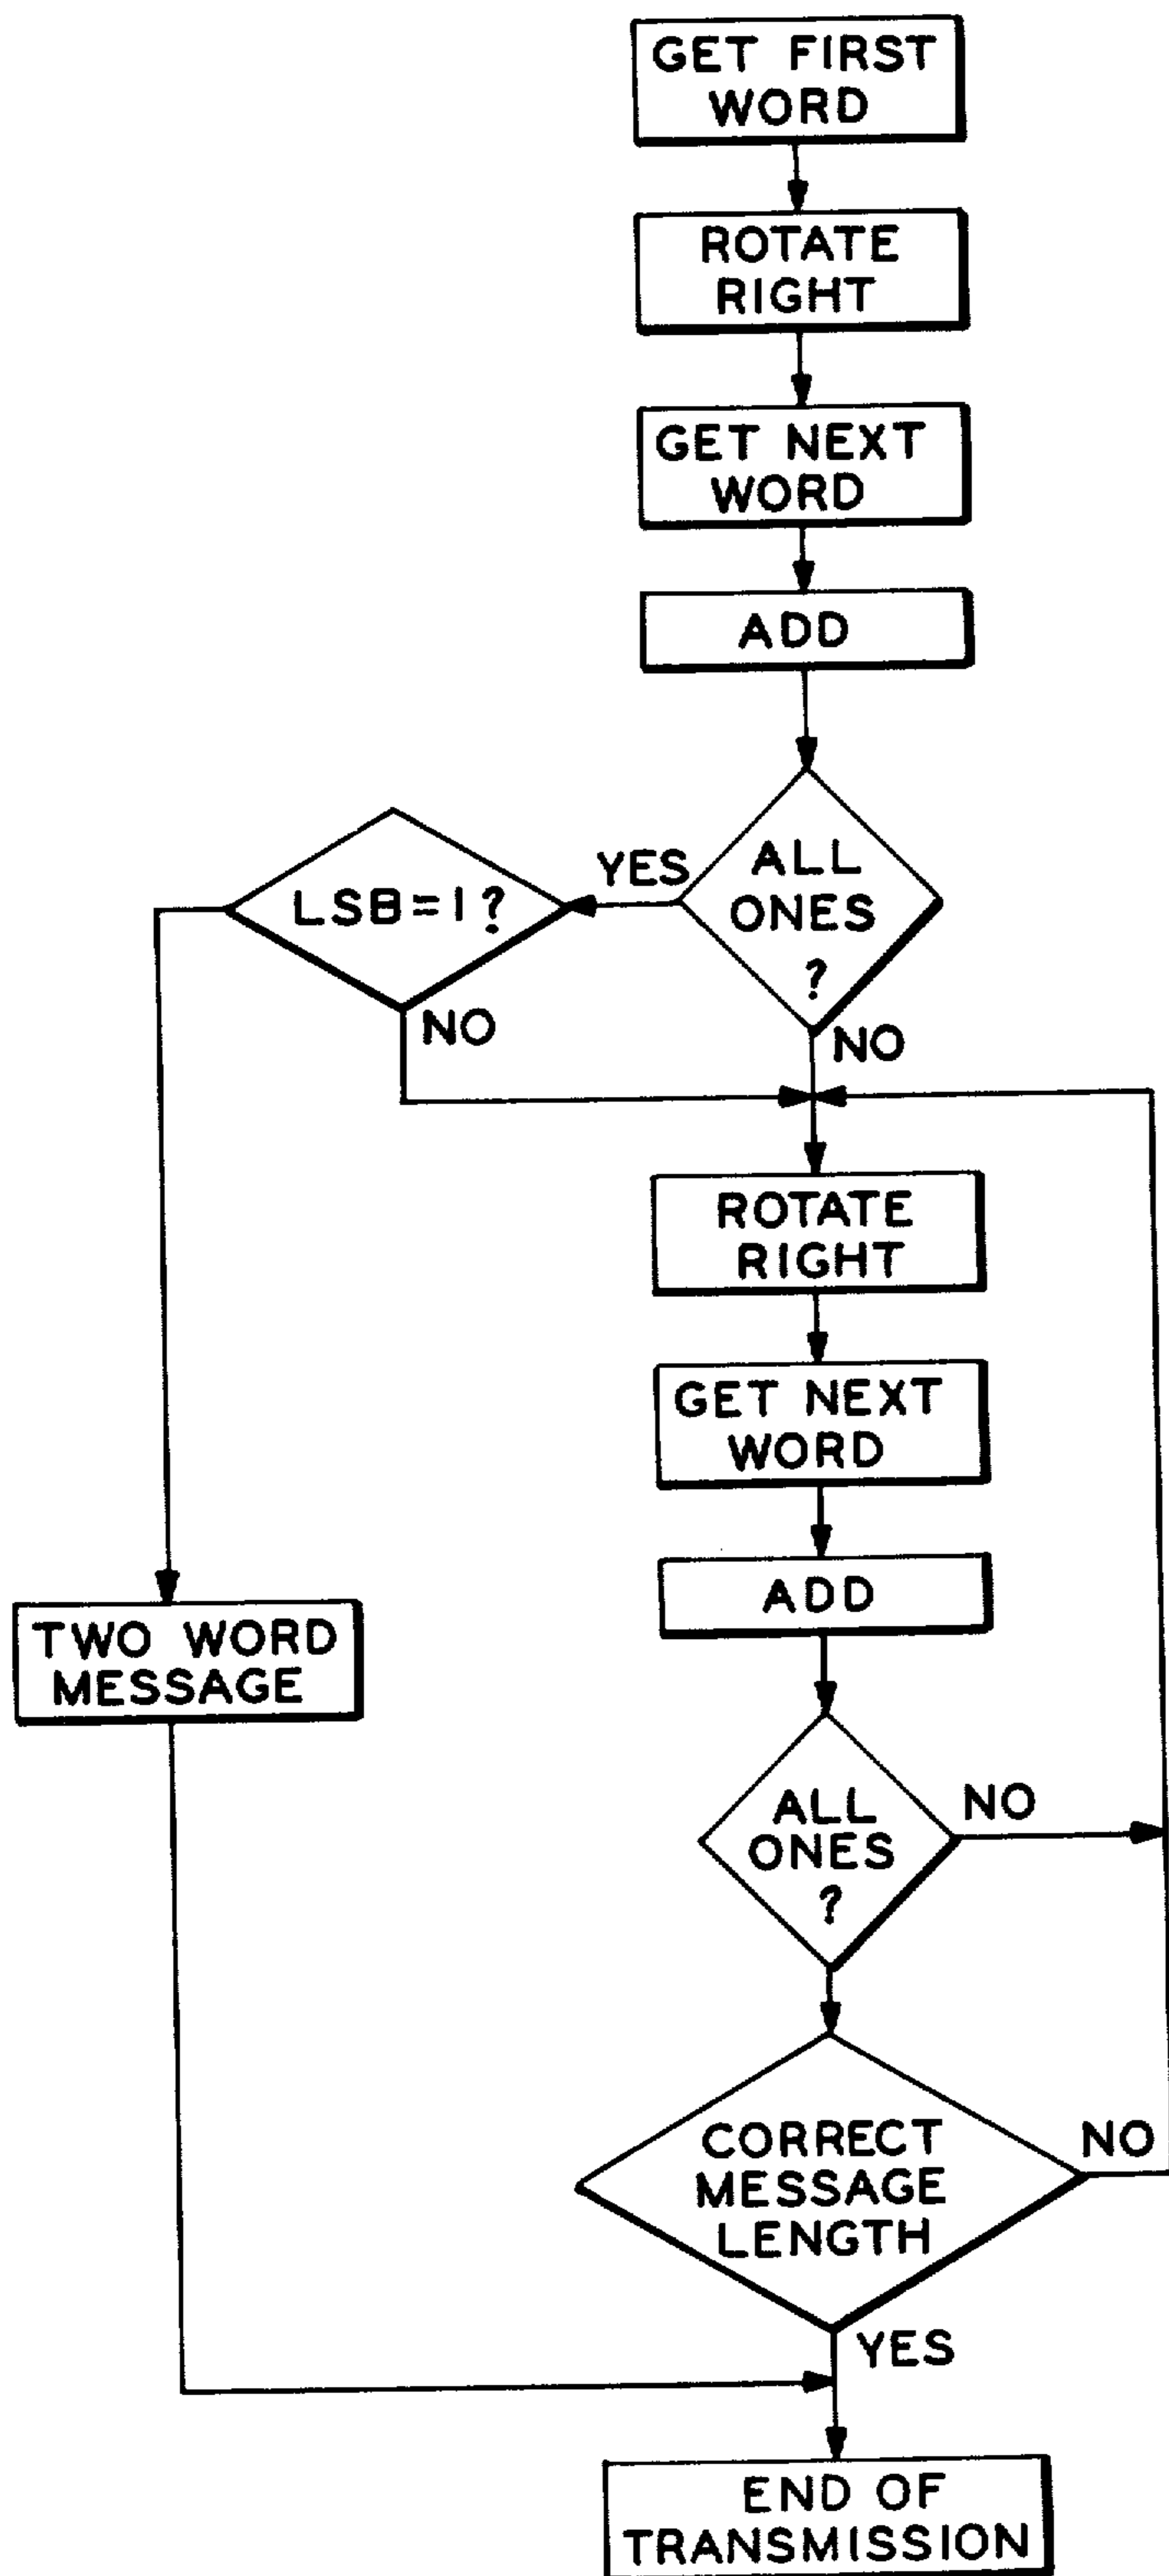 GET FIRST
WORD
ROTATE
RIGHT
GET NEXT
WORD
ADD
ALL
ONES
?
YES
LSB=1?
NO
NO
ROTATE
RIGHT
GET NEXT
WORD
ADD
TWO WORD
MESSAGE
ALL
ONES
?
NO
CORRECT
MESSAGE
LENGTH
NO
YES
END OF
TRANSMISSION